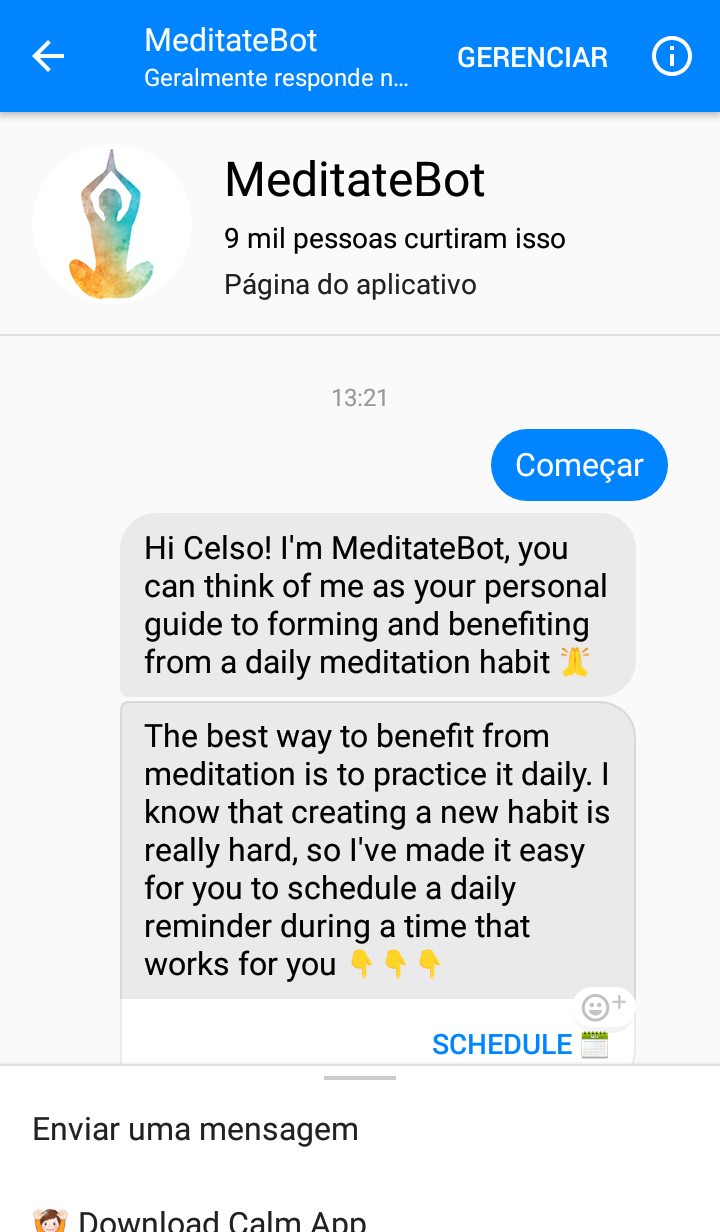 MeditateBot
Geralmente responde n...
GERENCIAR
MeditateBot
9 mil pessoas curtiram isso
Página do aplicativo
13:21
Começar
Hi Celso! I'm MeditateBot, you
can think of me as your personal
guide to forming and benefiting
from a daily meditation habit 🙏
The best way to benefit from
meditation is to practice it daily. I
know that creating a new habit is
really hard, so I've made it easy
for you to schedule a daily
reminder during a time that
works for you 👇👇👇
SCHEDULE 🗓
Enviar uma mensagem
🙆 Download Calm App